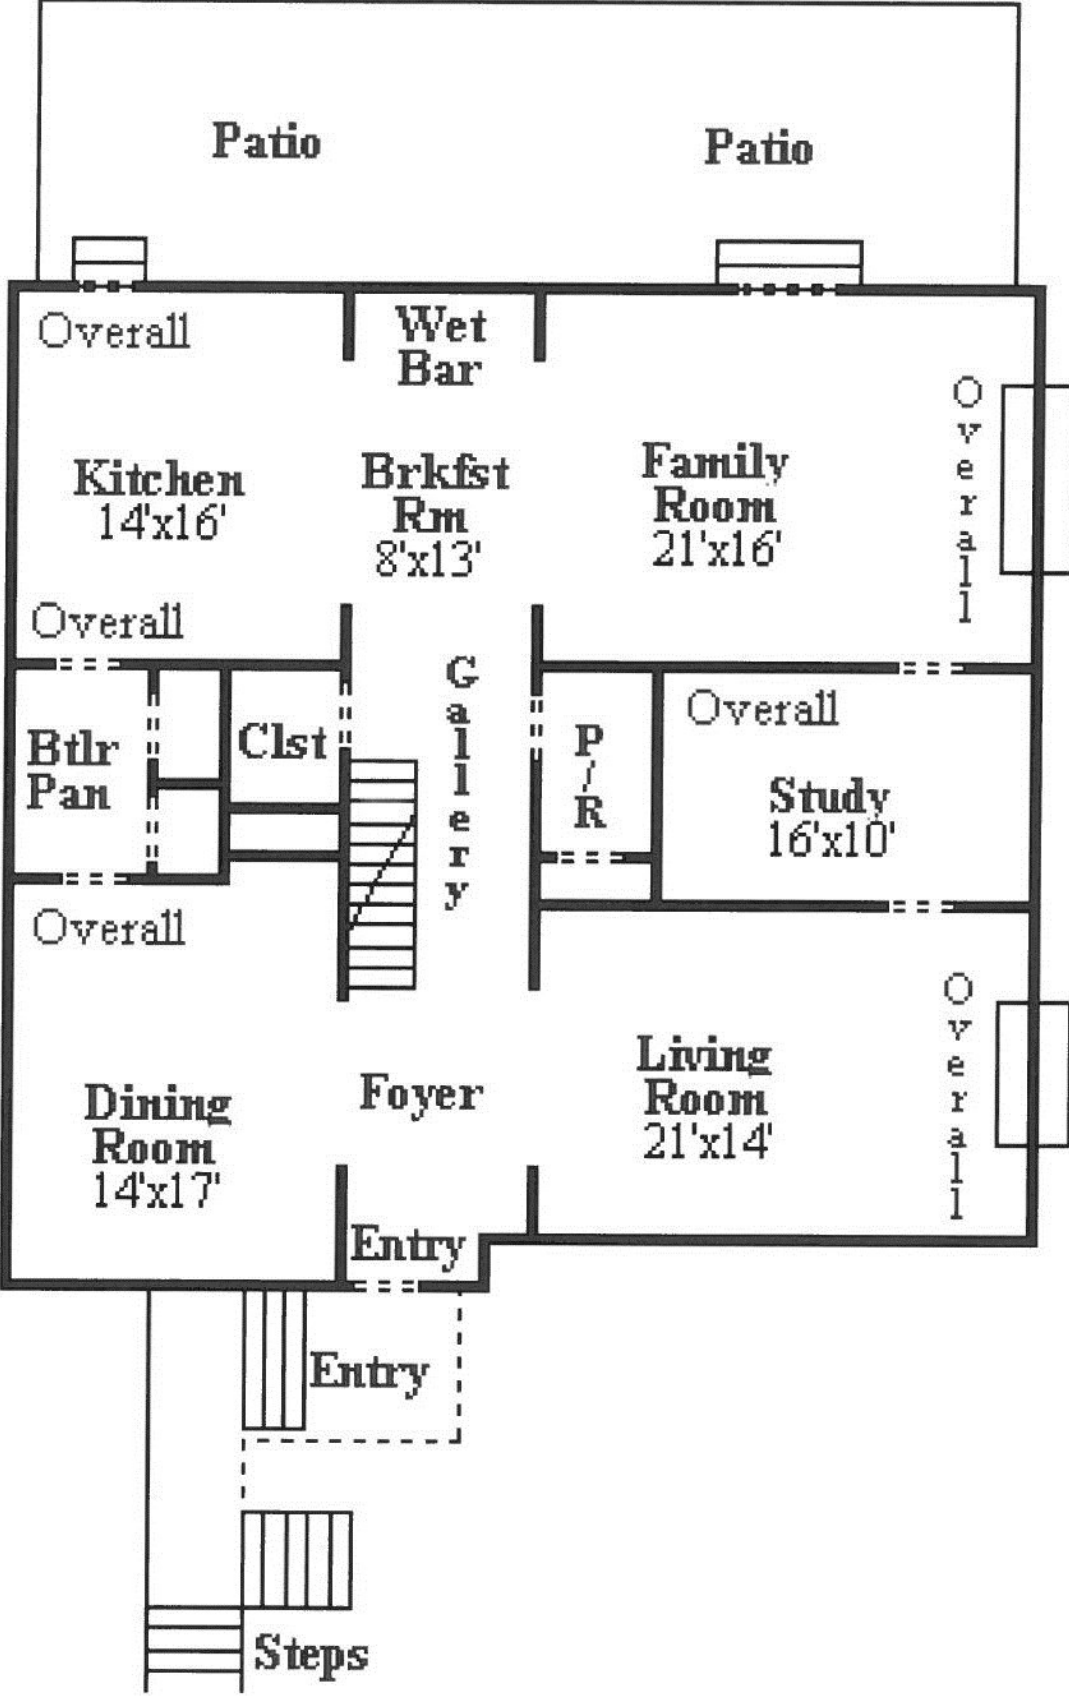 Patio
Patio
Overall
Wet
Bar
Overall
Kitchen
14'x16'
Brkfst
Rm
8'x13'
Family
Room
21'x16'
Overall
Gallery
Btlr
Pan
Clst
P/R
Overall
Study
16'x10'
Overall
Overall
Dining
Room
14'x17'
Foyer
Living
Room
21'x14'
Entry
Entry
Steps